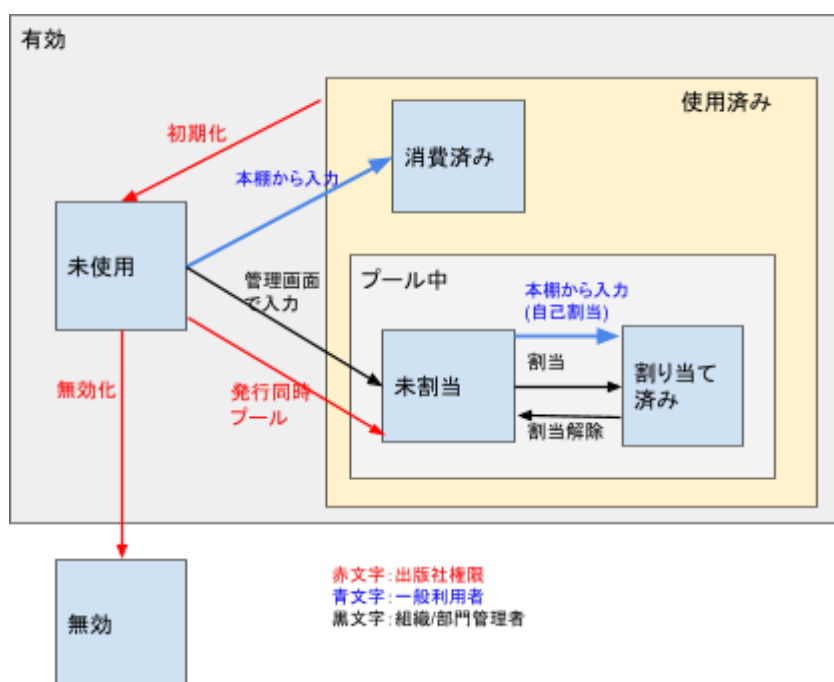 有効
使用済み
初期化
消費済み
本棚から入力
未使用
管理画面
で入力
プール中
本棚から入力
(自己割当)
無効化
発行同時
プール
未割当
割当
割り当て
済み
割当解除
無効
赤文字：出版社権限
青文字：一般利用者
黒文字：組織/部門管理者